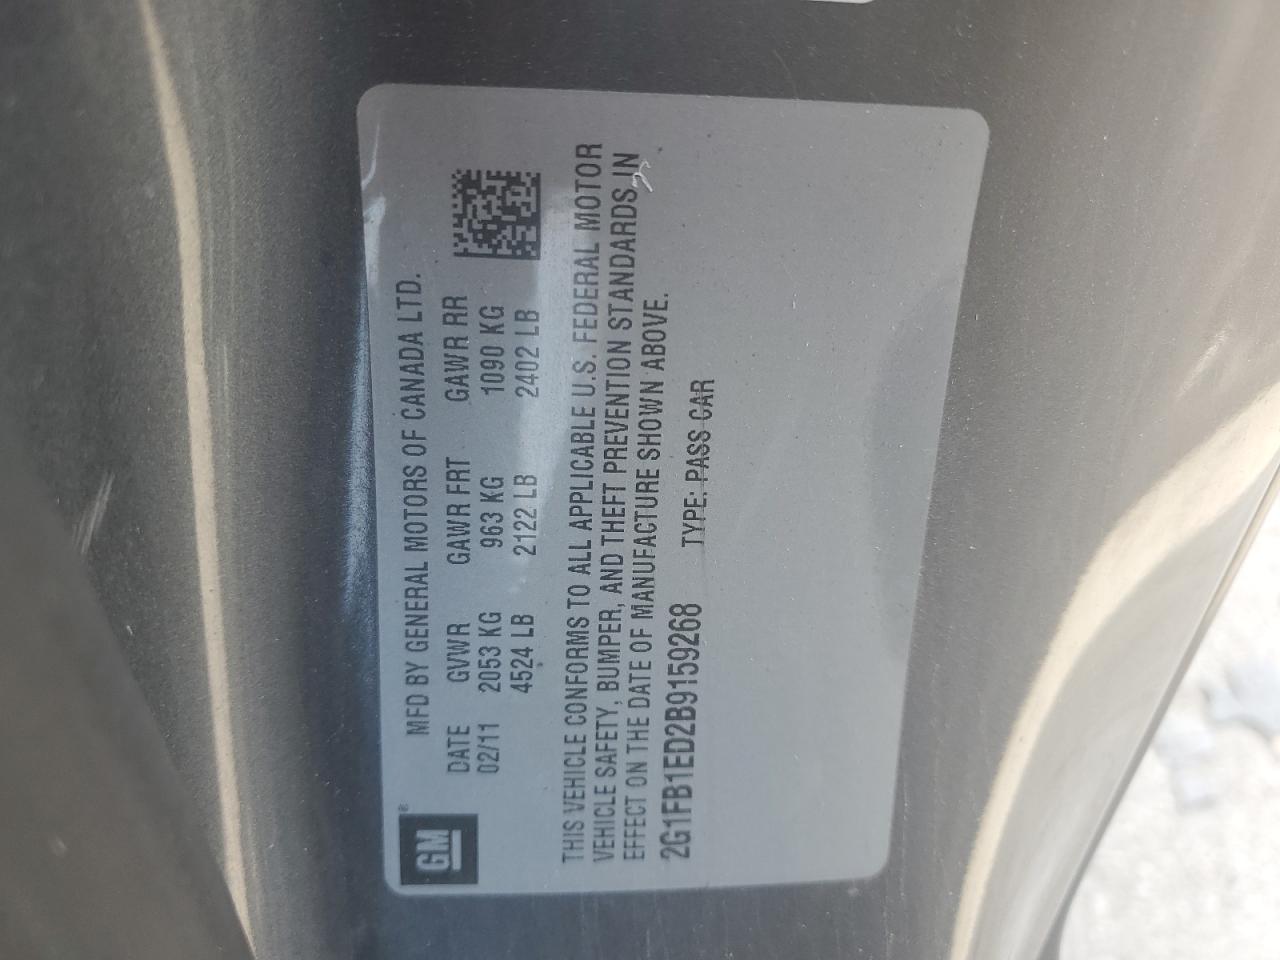 GM®
MFD BY GENERAL MOTORS OF CANADA LTD.
DATE GVWR GAWR FRT GAWR RR
02/11 2053 KG 963 KG 1090 KG
4524 LB 2122 LB 2402 LB
THIS VEHICLE CONFORMS TO ALL APPLICABLE U.S. FEDERAL MOTOR
VEHICLE SAFETY, BUMPER, AND THEFT PREVENTION STANDARDS IN
EFFECT ON THE DATE OF MANUFACTURE SHOWN ABOVE.
2G1FB1ED2B9159268 TYPE: PASS CAR